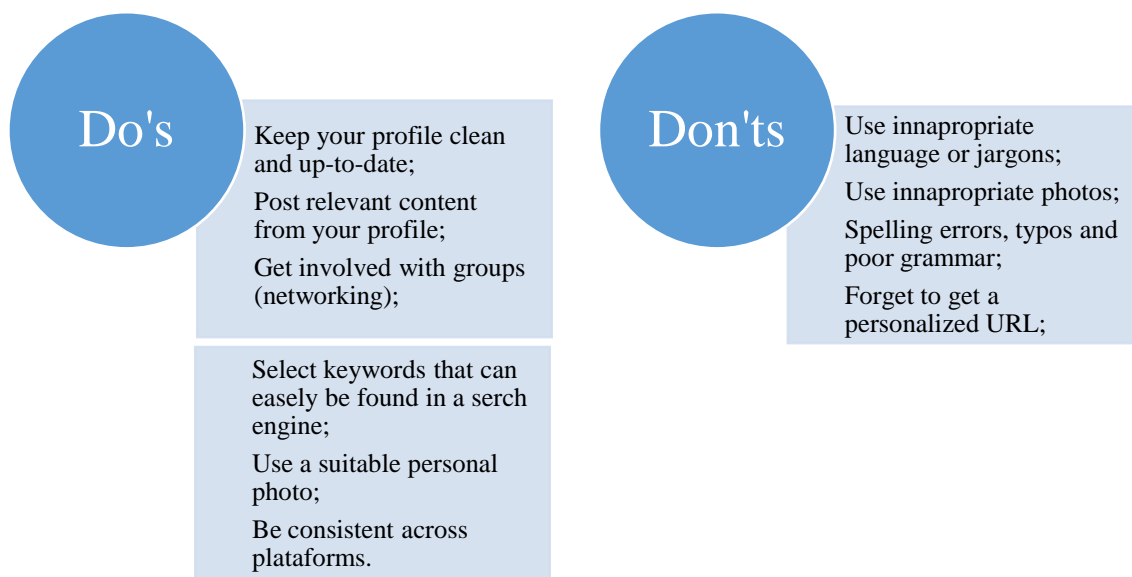 Do's
Keep your profile clean
and up-to-date;
Post relevant content
from your profile;
Get involved with groups
(networking);
Select keywords that can
easely be found in a serch
engine;
Use a suitable personal
photo;
Be consistent across
plataforms.
Don'ts
Use innapropriate
language or jargons;
Use innapropriate photos;
Spelling errors, typos and
poor grammar;
Forget to get a
personalized URL;